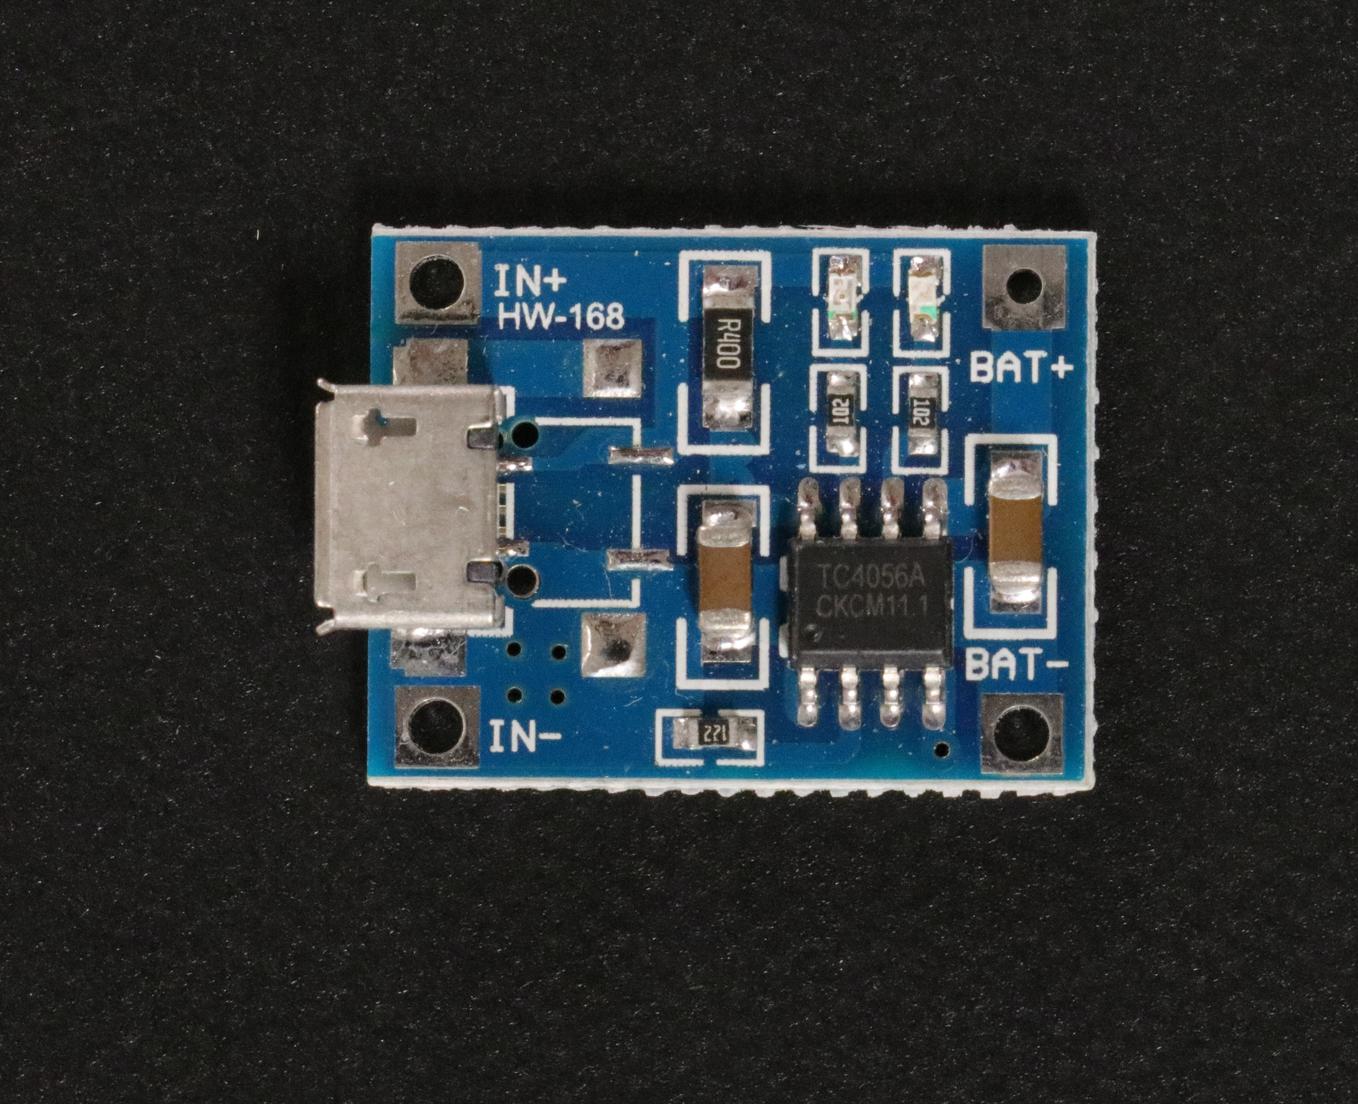 IN+
HW-168
R400
102
102
BAT+
TC4056A
CKCM11.1
BAT-
IN-
122